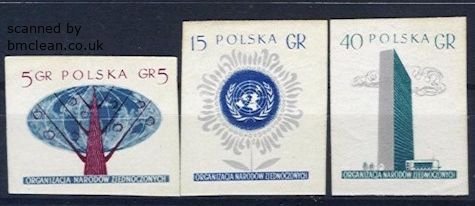 scanned by
bmclean.co.uk
5 GR POLSKA GR 5
ORGANIZACJA NARODÓW ZJEDNOCZONYCH
15 POLSKA GR
ORGANIZACJA NARODÓW ZJEDNOCZONYCH
40 POLSKA GR
ORGANIZACJA NARODÓW ZJEDNOCZONYCH